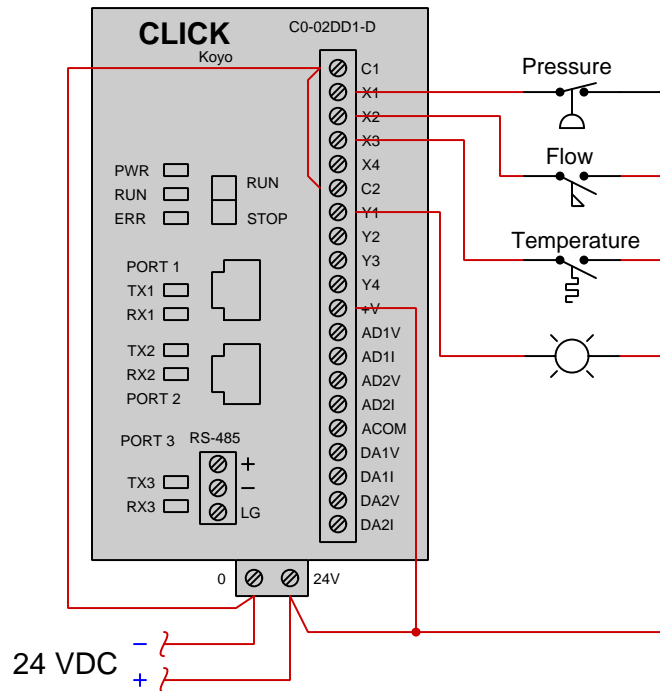 CLICK
Koyo
C0-02DD1-D
C1
X1
X2
X3
X4
C2
Y1
Y2
Y3
Y4
+V
AD1V
AD1I
AD2V
AD2I
ACOM
DA1V
DA1I
DA2V
DA2I
PWR
RUN
ERR
RUN
STOP
PORT 1
TX1
RX1
TX2
RX2
PORT 2
PORT 3
RS-485
TX3
RX3
+
−
LG
0
24V
24 VDC
−
+
Pressure
Flow
Temperature